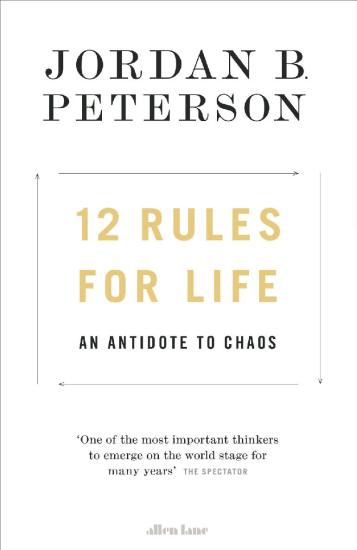 JORDAN B.
PETERSON
12 RULES
FOR LIFE
AN ANTIDOTE TO CHAOS
‘One of the most important thinkers
to emerge on the world stage for
many years’ THE SPECTATOR
allen lane